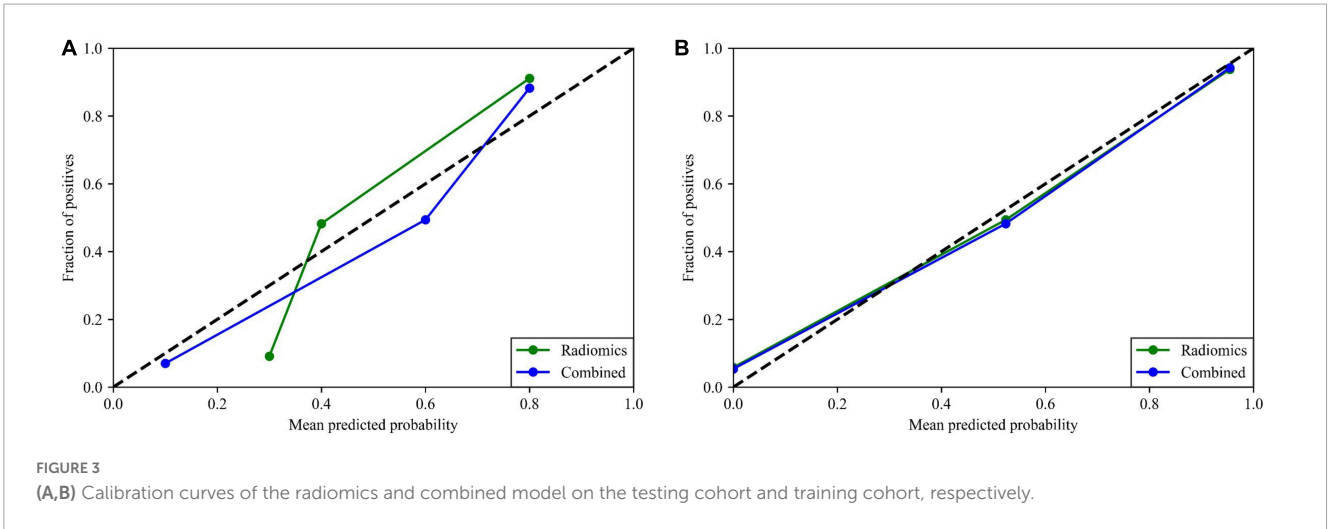 A
1.0
0.8
0.6
0.4
0.2
0.0
Fraction of positives
0.0 0.2 0.4 0.6 0.8 1.0
Mean predicted probability
Radiomics
Combined
B
1.0
0.8
0.6
0.4
0.2
0.0
Fraction of positives
0.0 0.2 0.4 0.6 0.8 1.0
Mean predicted probability
Radiomics
Combined
FIGURE 3
(A,B) Calibration curves of the radiomics and combined model on the testing cohort and training cohort, respectively.